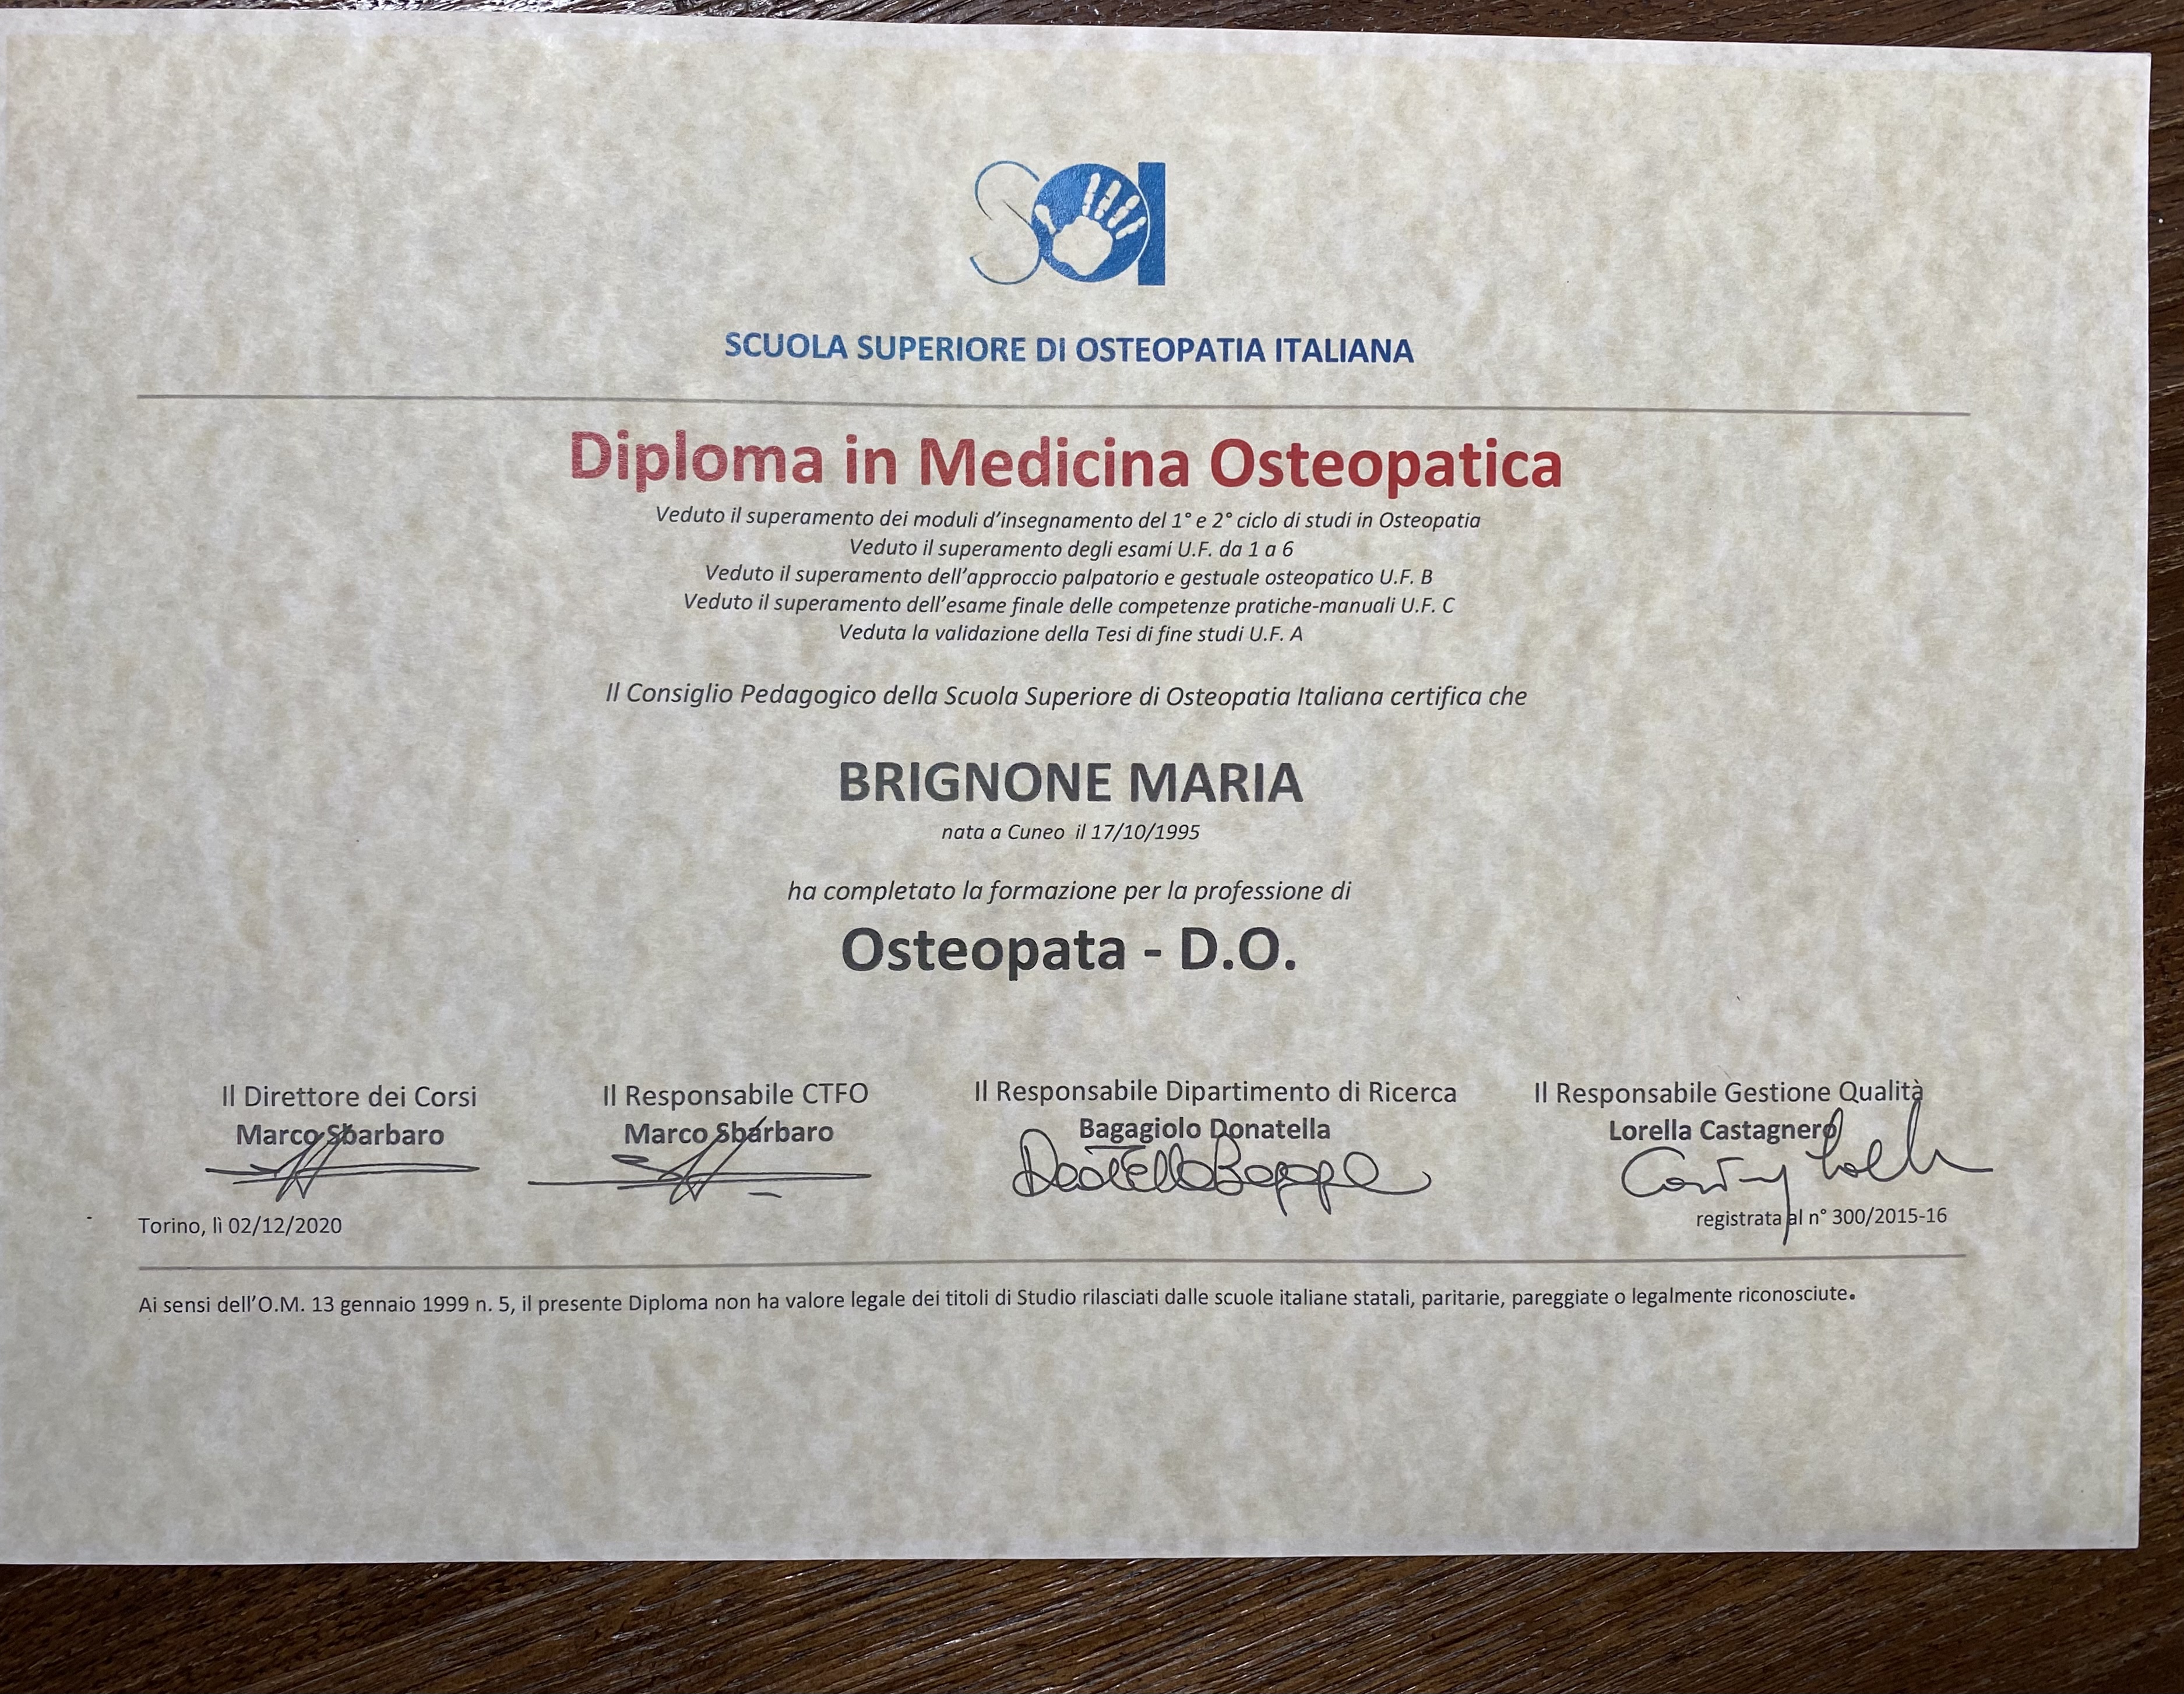 SOI
SCUOLA SUPERIORE DI OSTEOPATIA ITALIANA
Diploma in Medicina Osteopatica
Veduto il superamento dei moduli d'insegnamento del 1° e 2° ciclo di studi in Osteopatia
Veduto il superamento degli esami U.F. da 1 a 6
Veduto il superamento dell'approccio palpatorio e gestuale osteopatico U.F. B
Veduto il superamento dell'esame finale delle competenze pratiche-manuali U.F. C
Veduta la validazione della Tesi di fine studi U.F. A
Il Consiglio Pedagogico della Scuola Superiore di Osteopatia Italiana certifica che
BRIGNONE MARIA
nata a Cuneo il 17/10/1995
ha completato la formazione per la professione di
Osteopata - D.O.
Il Direttore dei Corsi Il Responsabile CTFO Il Responsabile Dipartimento di Ricerca Il Responsabile Gestione Qualità
Marco Sbarbaro Marco Sbarbaro Bagagiolo Donatella Lorella Castagnero
Torino, lì 02/12/2020 registrata al n° 300/2015-16
Ai sensi dell'O.M. 13 gennaio 1999 n. 5, il presente Diploma non ha valore legale dei titoli di Studio rilasciati dalle scuole italiane statali, paritarie, pareggiate o legalmente riconosciute.